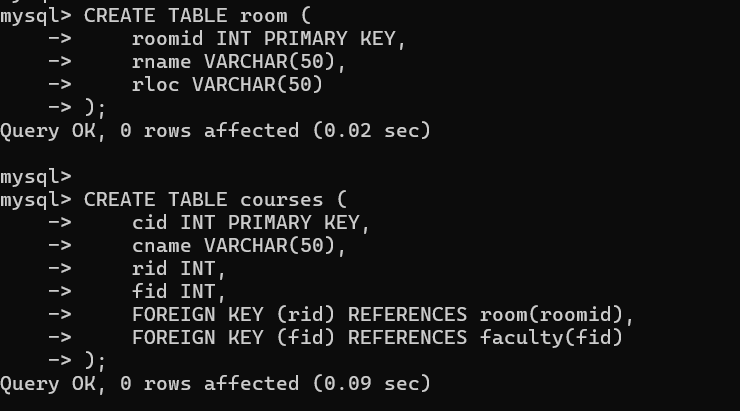 mysql> CREATE TABLE room (
    ->     roomid INT PRIMARY KEY,
    ->     rname VARCHAR(50),
    ->     rloc VARCHAR(50)
    -> );
Query OK, 0 rows affected (0.02 sec)

mysql>
mysql> CREATE TABLE courses (
    ->     cid INT PRIMARY KEY,
    ->     cname VARCHAR(50),
    ->     rid INT,
    ->     fid INT,
    ->     FOREIGN KEY (rid) REFERENCES room(roomid),
    ->     FOREIGN KEY (fid) REFERENCES faculty(fid)
    -> );
Query OK, 0 rows affected (0.09 sec)